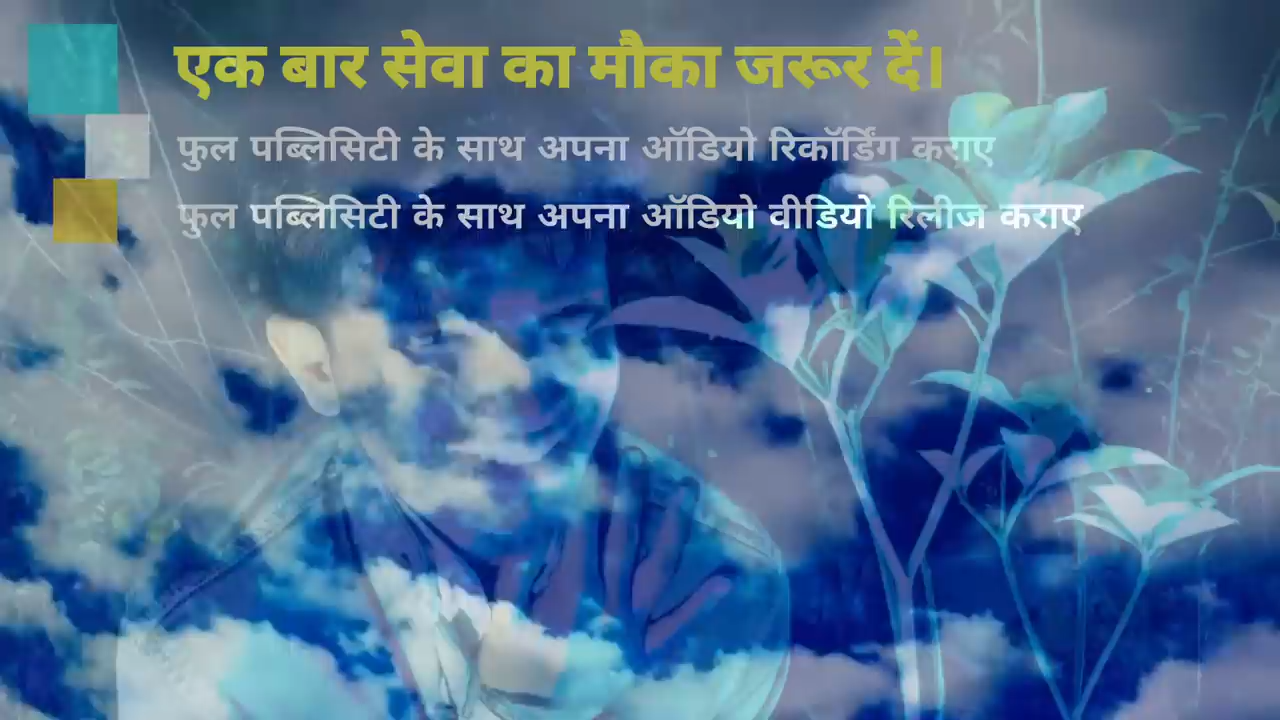 एक बार सेवा का मौका जरूर दें।
फुल पब्लिसिटी के साथ अपना ऑडियो रिकॉर्डिंग कराए
फुल पब्लिसिटी के साथ अपना ऑडियो वीडियो रिलीज कराए